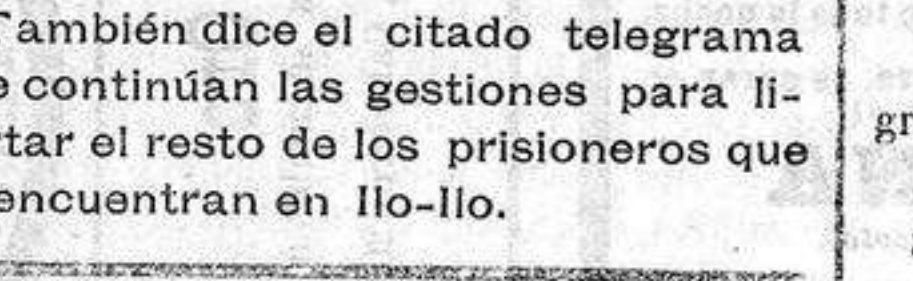 También dice el citado telegrama
continúan las gestiones para li-
tar el resto de los prisioneros que
encuentran en Ilo-Ilo.